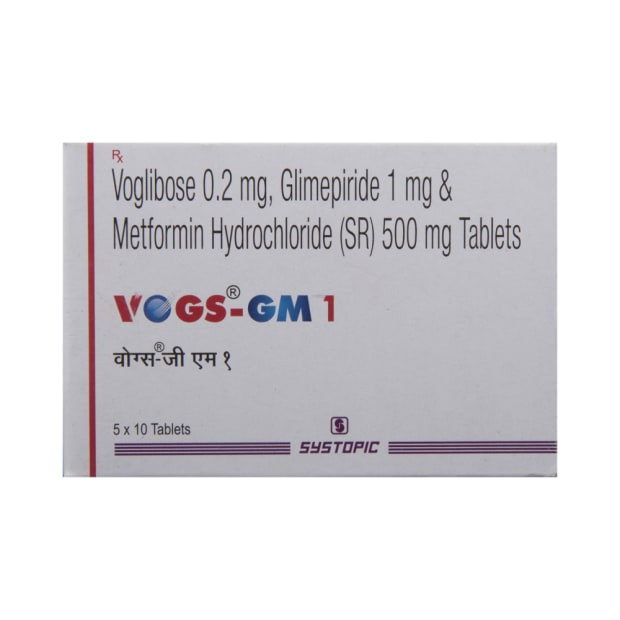 Rx
Voglibose 0.2 mg, Glimepiride 1 mg &
Metformin Hydrochloride (SR) 500 mg Tablets
VOGS®-GM 1
वोग्स®-जी एम १
5 x 10 Tablets
SYSTOPIC